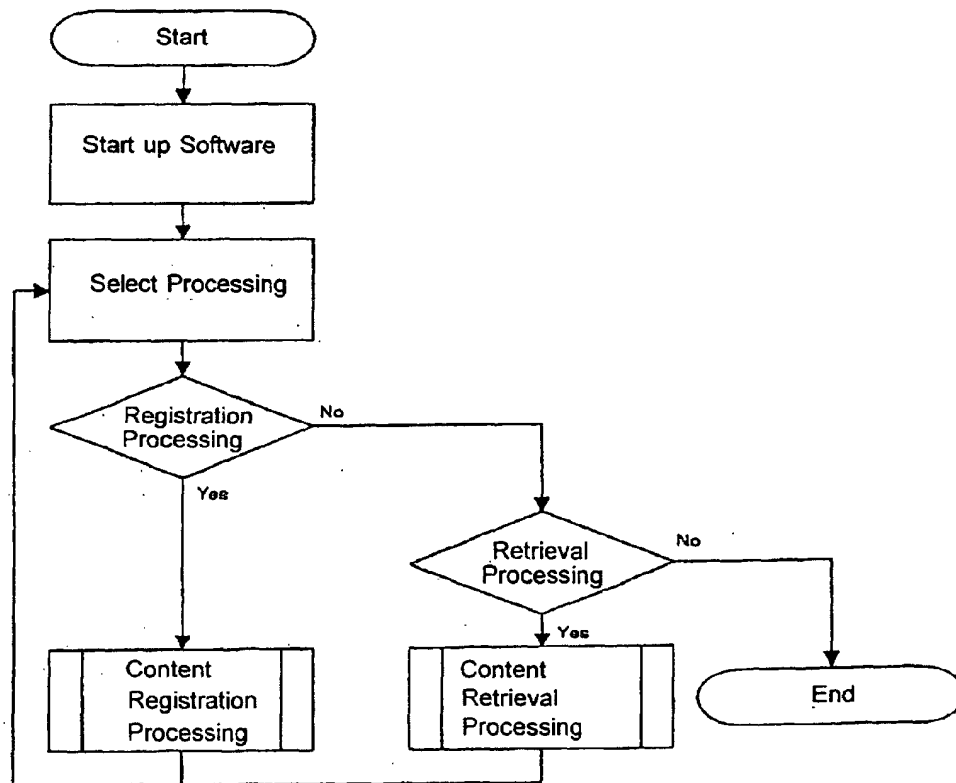 Start
Start up Software
Select Processing
Registration
Processing
No
Yes
Retrieval
Processing
No
Yes
Content
Registration
Processing
Content
Retrieval
Processing
End